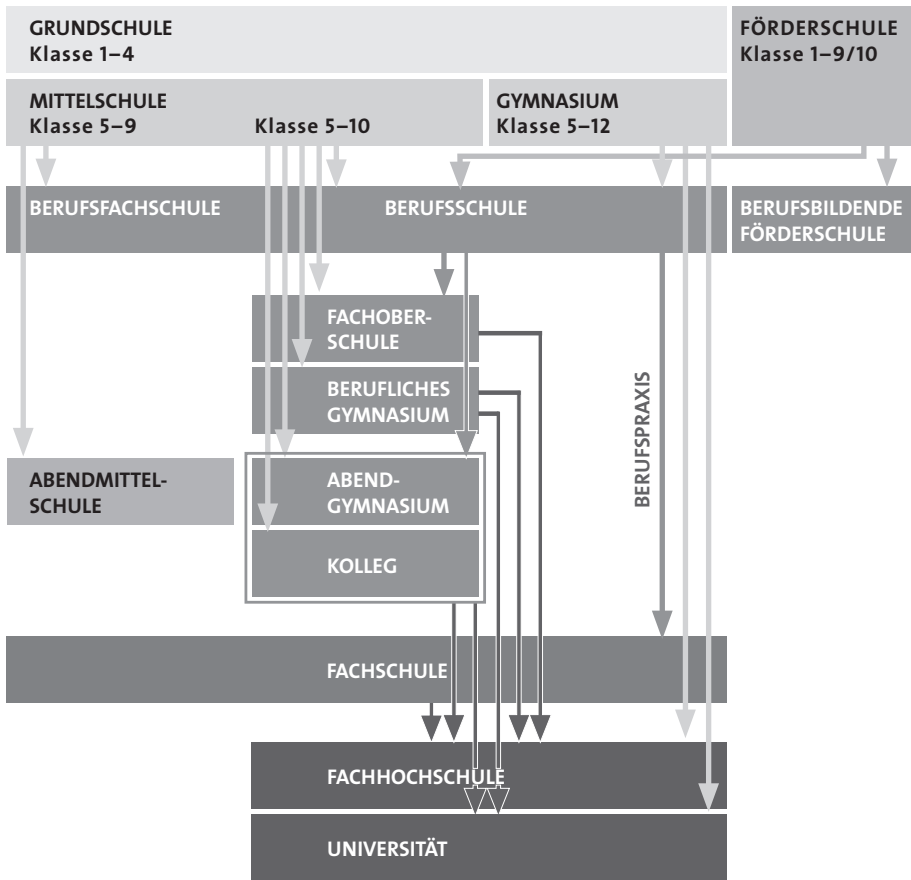 GRUNDSCHULE
Klasse 1–4
FÖRDERSCHULE
Klasse 1–9/10
MITTELSCHULE
Klasse 5–9
Klasse 5–10
GYMNASIUM
Klasse 5–12
BERUFSFACHSCHULE
BERUFSSCHULE
BERUFSBILDENDE
FÖRDERSCHULE
FACHOBER-
SCHULE
BERUFLICHES
GYMNASIUM
BERUFSPRAXIS
ABENDMITTEL-
SCHULE
ABEND-
GYMNASIUM
KOLLEG
FACHSCHULE
FACHHOCHSCHULE
UNIVERSITÄT